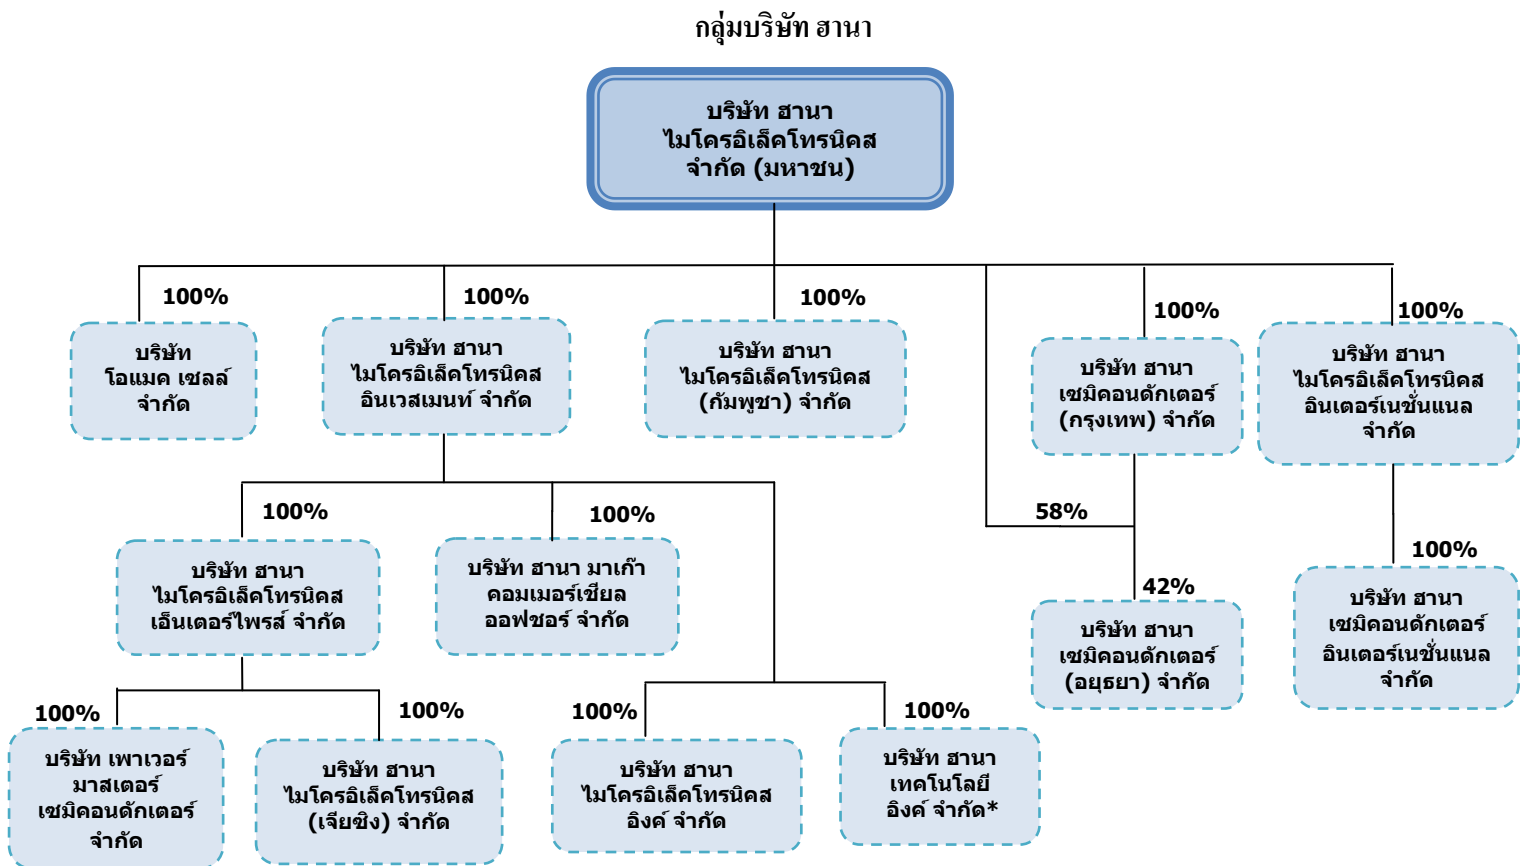 กลุ่มบริษัท ฮานา
บริษัท ฮานา
ไมโครอิเล็คโทรนิคส
จำกัด (มหาชน)
100%
บริษัท
โอแมค เซลล์
จำกัด
100%
บริษัท ฮานา
ไมโครอิเล็คโทรนิคส
อินเวสเมนท์ จำกัด
100%
บริษัท ฮานา
ไมโครอิเล็คโทรนิคส
(กัมพูชา) จำกัด
100%
บริษัท ฮานา
เซมิคอนดักเตอร์
(กรุงเทพ) จำกัด
100%
บริษัท ฮานา
ไมโครอิเล็คโทรนิคส
อินเตอร์เนชั่นแนล
จำกัด
100%
บริษัท ฮานา
ไมโครอิเล็คโทรนิคส
เอ็นเตอร์ไพรส์ จำกัด
100%
บริษัท ฮานา มาเก๊า
คอมเมอร์เชียล
ออฟชอร์ จำกัด
58%
42%
บริษัท ฮานา
เซมิคอนดักเตอร์
(อยุธยา) จำกัด
100%
บริษัท ฮานา
เซมิคอนดักเตอร์
อินเตอร์เนชั่นแนล
จำกัด
100%
บริษัท เพาเวอร์
มาสเตอร์
เซมิคอนดักเตอร์
จำกัด
100%
บริษัท ฮานา
ไมโครอิเล็คโทรนิคส
(เจียซิง) จำกัด
100%
บริษัท ฮานา
ไมโครอิเล็คโทรนิคส
อิงค์ จำกัด
100%
บริษัท ฮานา
เทคโนโลยี
อิงค์ จำกัด*